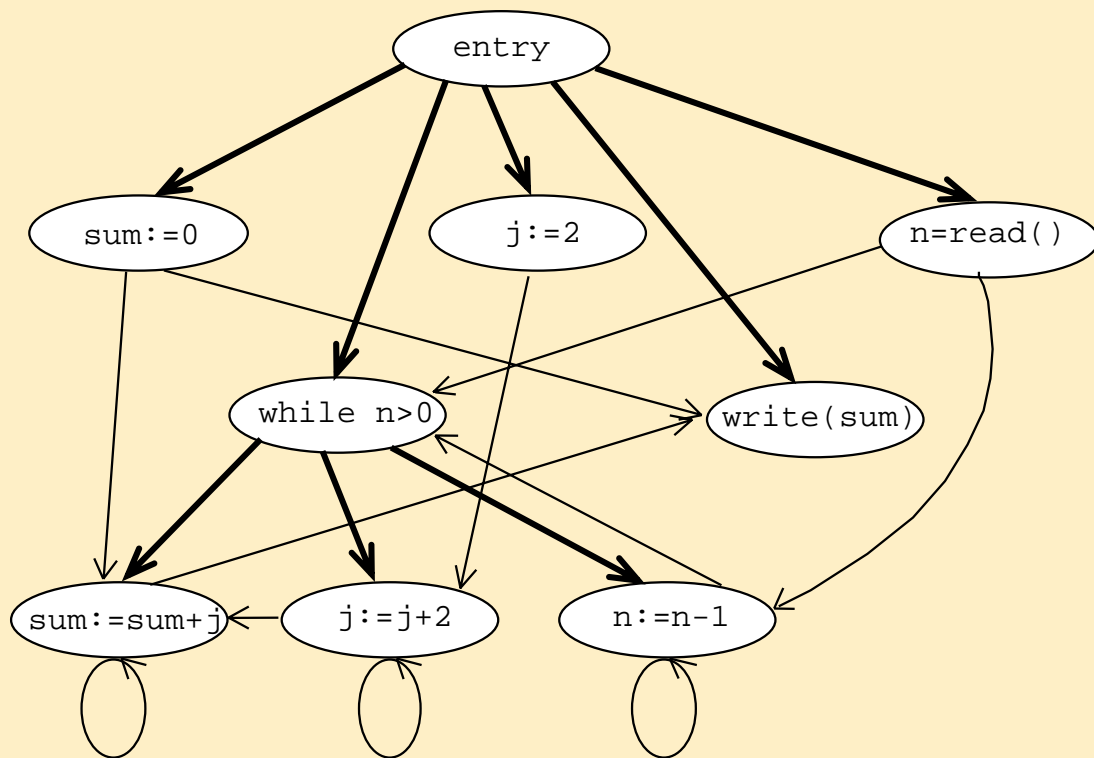 entry
sum:=0
j:=2
n=read()
while n>0
write(sum)
sum:=sum+j
j:=j+2
n:=n-1